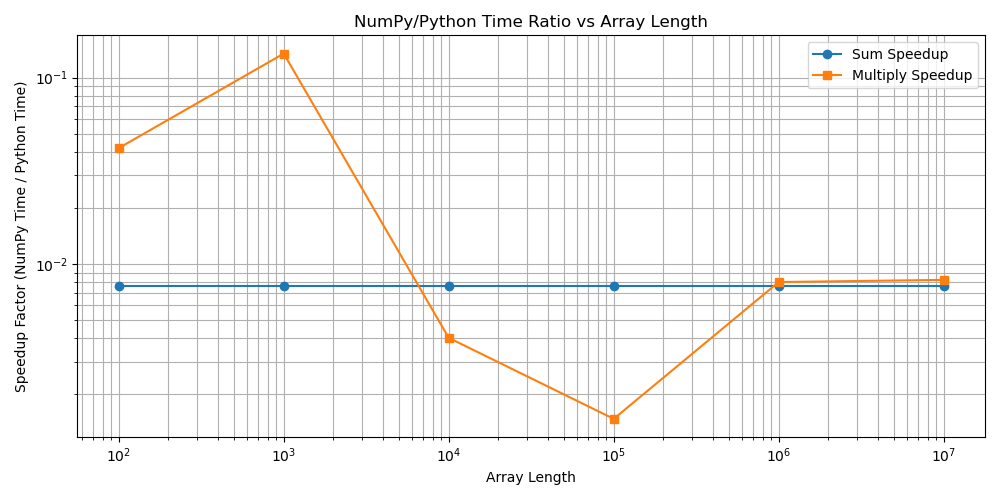 NumPy/Python Time Ratio vs Array Length
Speedup Factor (NumPy Time / Python Time)
10⁻¹
10⁻²
Sum Speedup
Multiply Speedup
10² 10³ 10⁴ 10⁵ 10⁶ 10⁷
Array Length